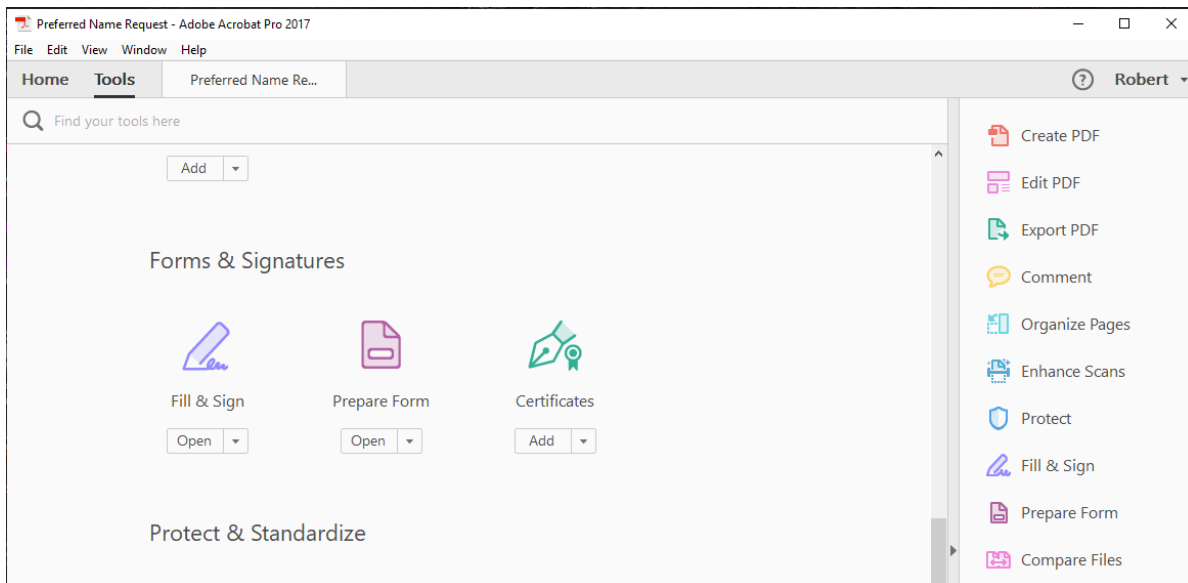 Preferred Name Request - Adobe Acrobat Pro 2017
File Edit View Window Help
Home Tools Preferred Name Re... Robert
Find your tools here
Add
Forms & Signatures
Fill & Sign Prepare Form Certificates
Open Open Add
Protect & Standardize
Create PDF
Edit PDF
Export PDF
Comment
Organize Pages
Enhance Scans
Protect
Fill & Sign
Prepare Form
Compare Files